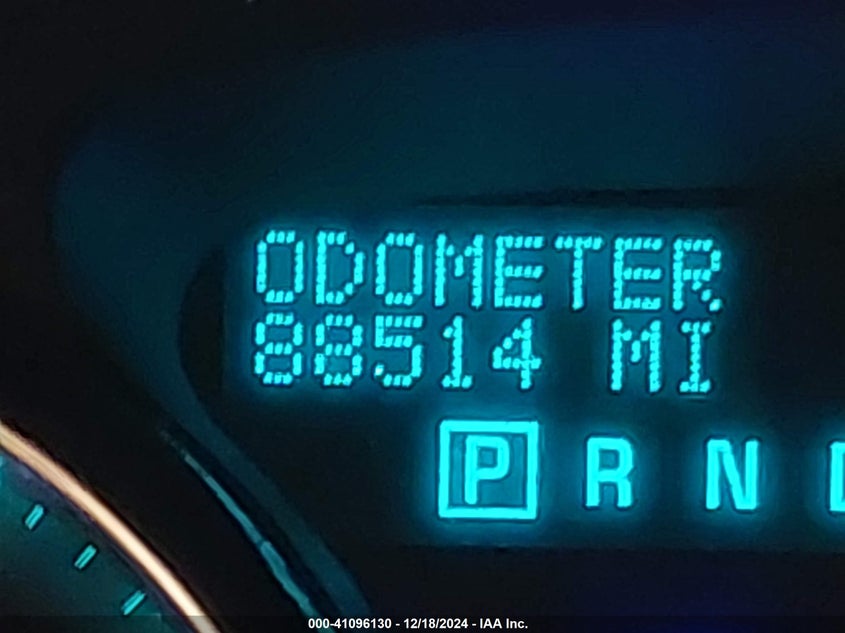 ODOMETER
88514 MI
P R N
000-41096130 - 12/18/2024 - IAA Inc.